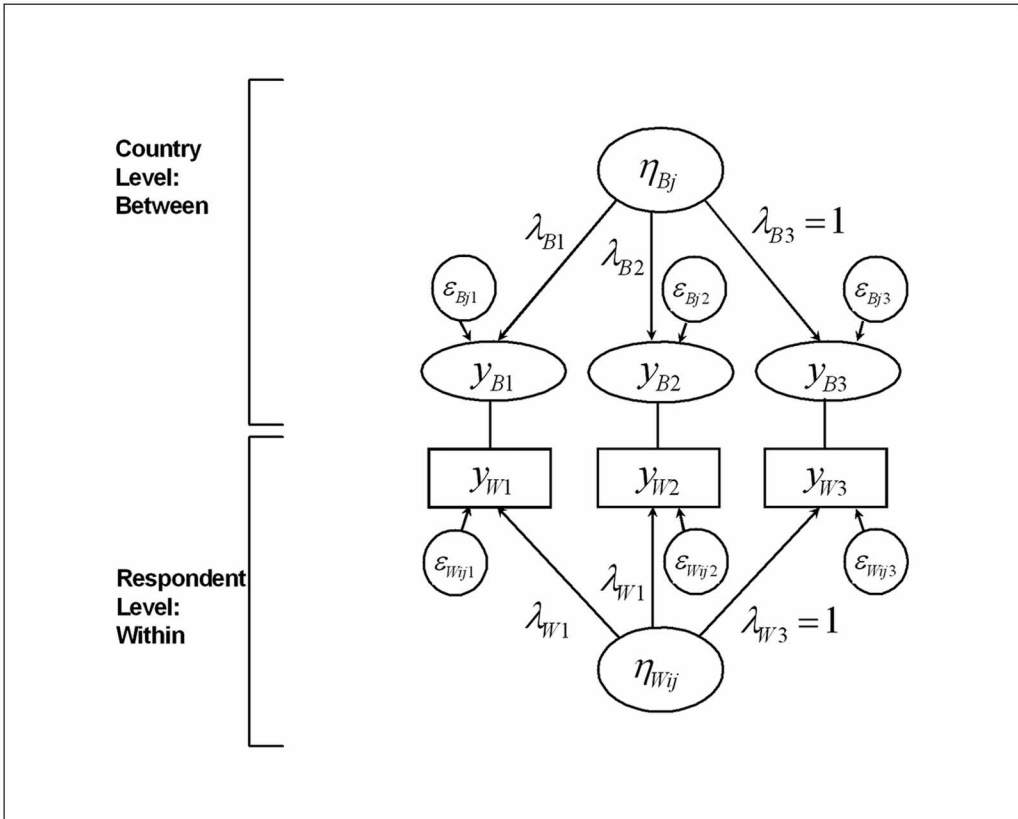 Country
Level:
Between
η_Bj
λ_B1
λ_B2
λ_B3 = 1
ε_Bj1
ε_Bj2
ε_Bj3
y_B1
y_B2
y_B3
y_W1
y_W2
y_W3
Respondent
Level:
Within
ε_Wij1
ε_Wij2
ε_Wij3
λ_W1
λ_W1
λ_W3 = 1
η_Wij